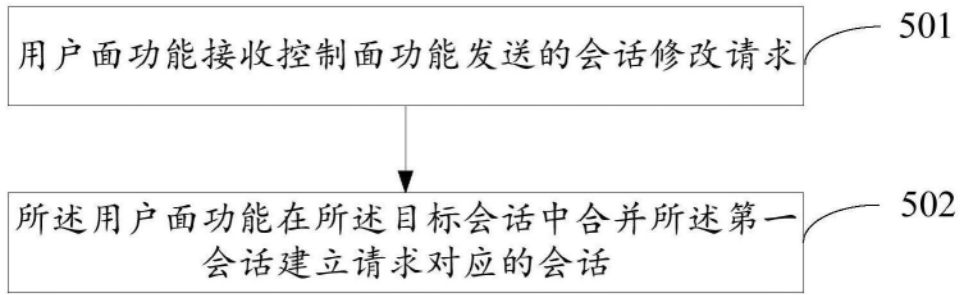 用户面功能接收控制面功能发送的会话修改请求
501
所述用户面功能在所述目标会话中合并所述第一
会话建立请求对应的会话
502